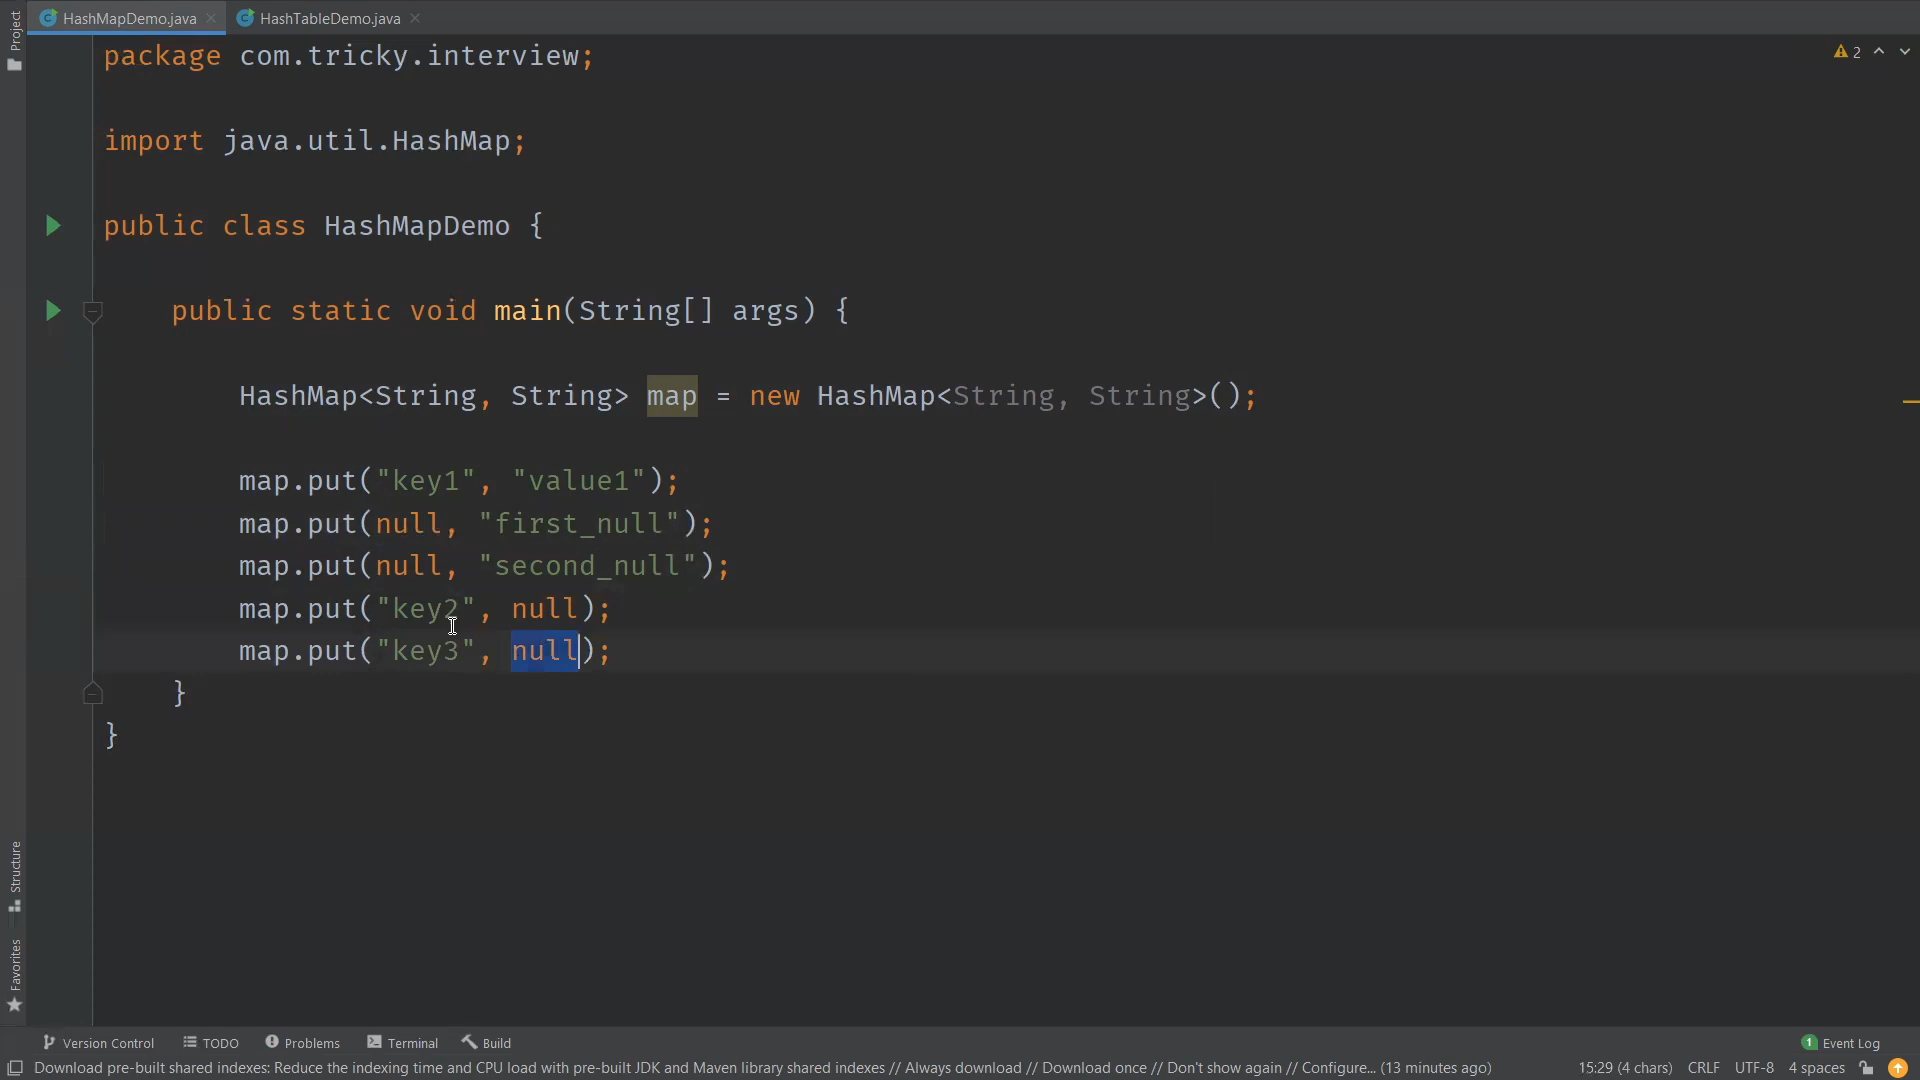 Project
HashMapDemo.java
HashTableDemo.java
package com.tricky.interview;
2
import java.util.HashMap;
public class HashMapDemo {
public static void main(String[] args) {
HashMap<String, String> map = new HashMap<String, String>();
map.put("key1", "value1");
map.put(null, "first_null");
map.put(null, "second_null");
map.put("key2", null);
map.put("key3", null);
}
}
Structure
Favorites
Version Control TODO Problems Terminal Build 1 Event Log
Download pre-built shared indexes: Reduce the indexing time and CPU load with pre-built JDK and Maven library shared indexes // Always download // Download once // Don't show again // Configure... (13 minutes ago) 15:29 (4 chars) CRLF UTF-8 4 spaces